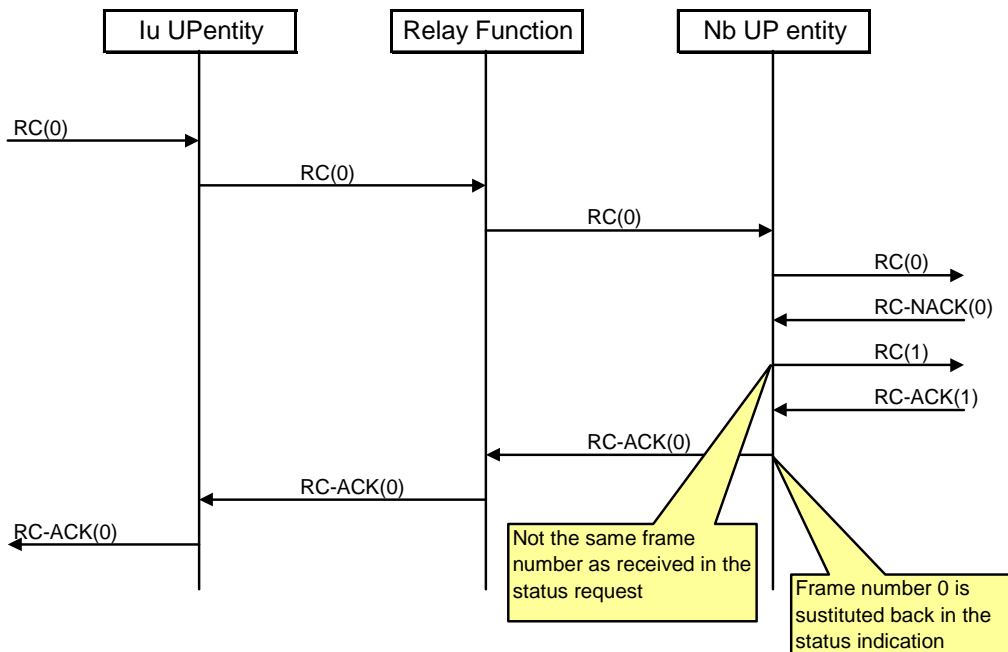 Iu UPentity
Relay Function
Nb UP entity
RC(0)
RC(0)
RC(0)
RC(0)
RC-NACK(0)
RC(1)
RC-ACK(1)
RC-ACK(0)
RC-ACK(0)
RC-ACK(0)
Not the same frame
number as received in the
status request
Frame number 0 is
sustituted back in the
status indication